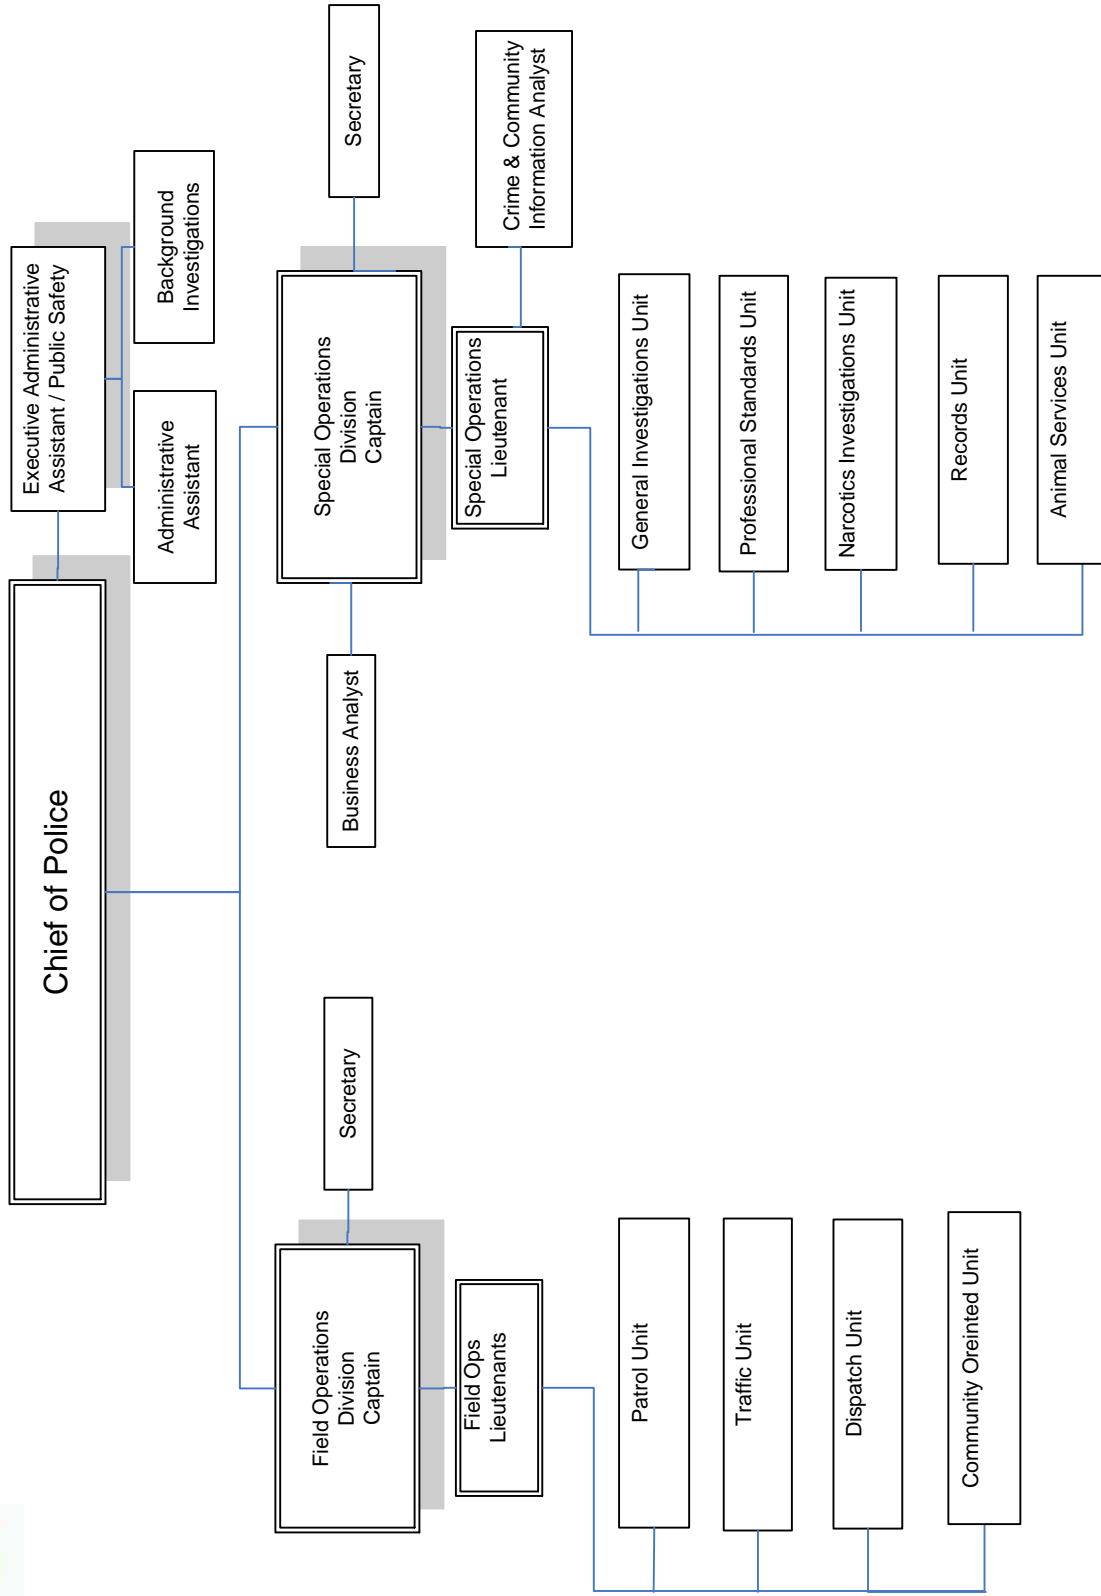 Chief of Police
Executive Administrative
Assistant / Public Safety
Administrative
Assistant
Background
Investigations
Field Operations
Division
Captain
Secretary
Business Analyst
Special Operations
Division
Captain
Secretary
Field Ops
Lieutenants
Special Operations
Lieutenant
Crime & Community
Information Analyst
Patrol Unit
Traffic Unit
Dispatch Unit
Community Oreinted Unit
General Investigations Unit
Professional Standards Unit
Narcotics Investigations Unit
Records Unit
Animal Services Unit